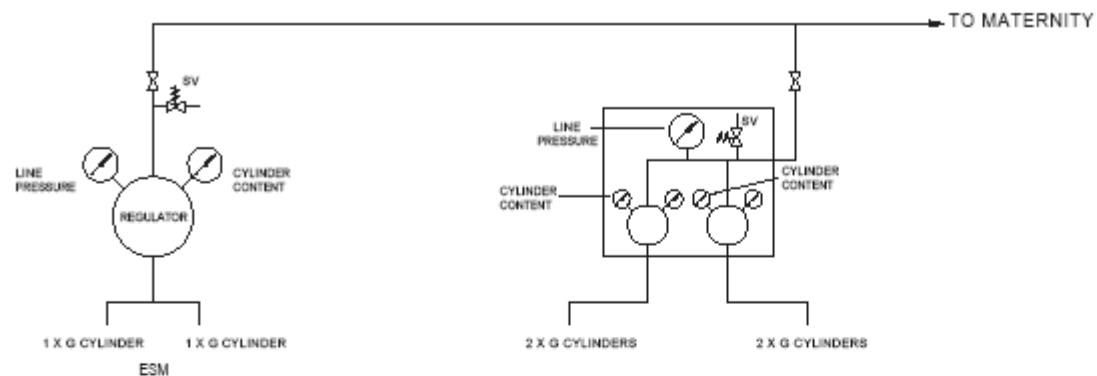 TO MATERNITY
SV
LINE
PRESSURE
CYLINDER
CONTENT
REGULATOR
1 X G CYLINDER
1 X G CYLINDER
ESM
LINE
PRESSURE
SV
CYLINDER
CONTENT
CYLINDER
CONTENT
2 X G CYLINDERS
2 X G CYLINDERS